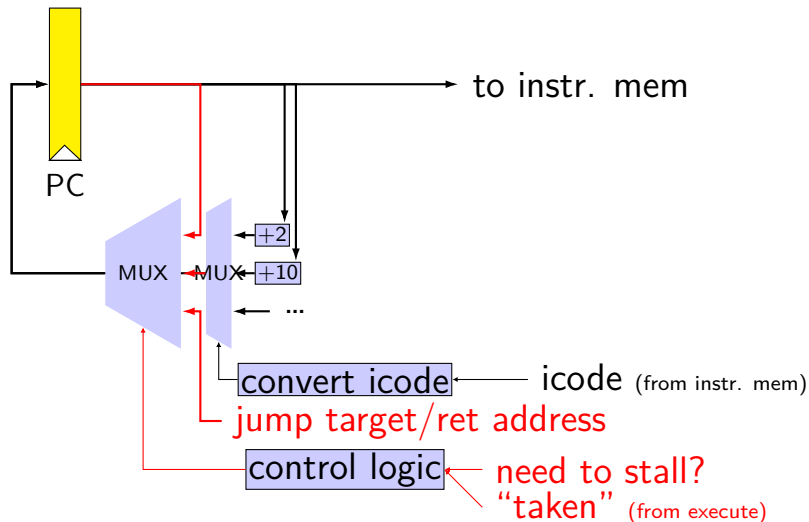 to instr. mem
PC
+2
MUX
MUX
+10
...
convert icode
icode (from instr. mem)
jump target/ret address
control logic
need to stall?
“taken” (from execute)